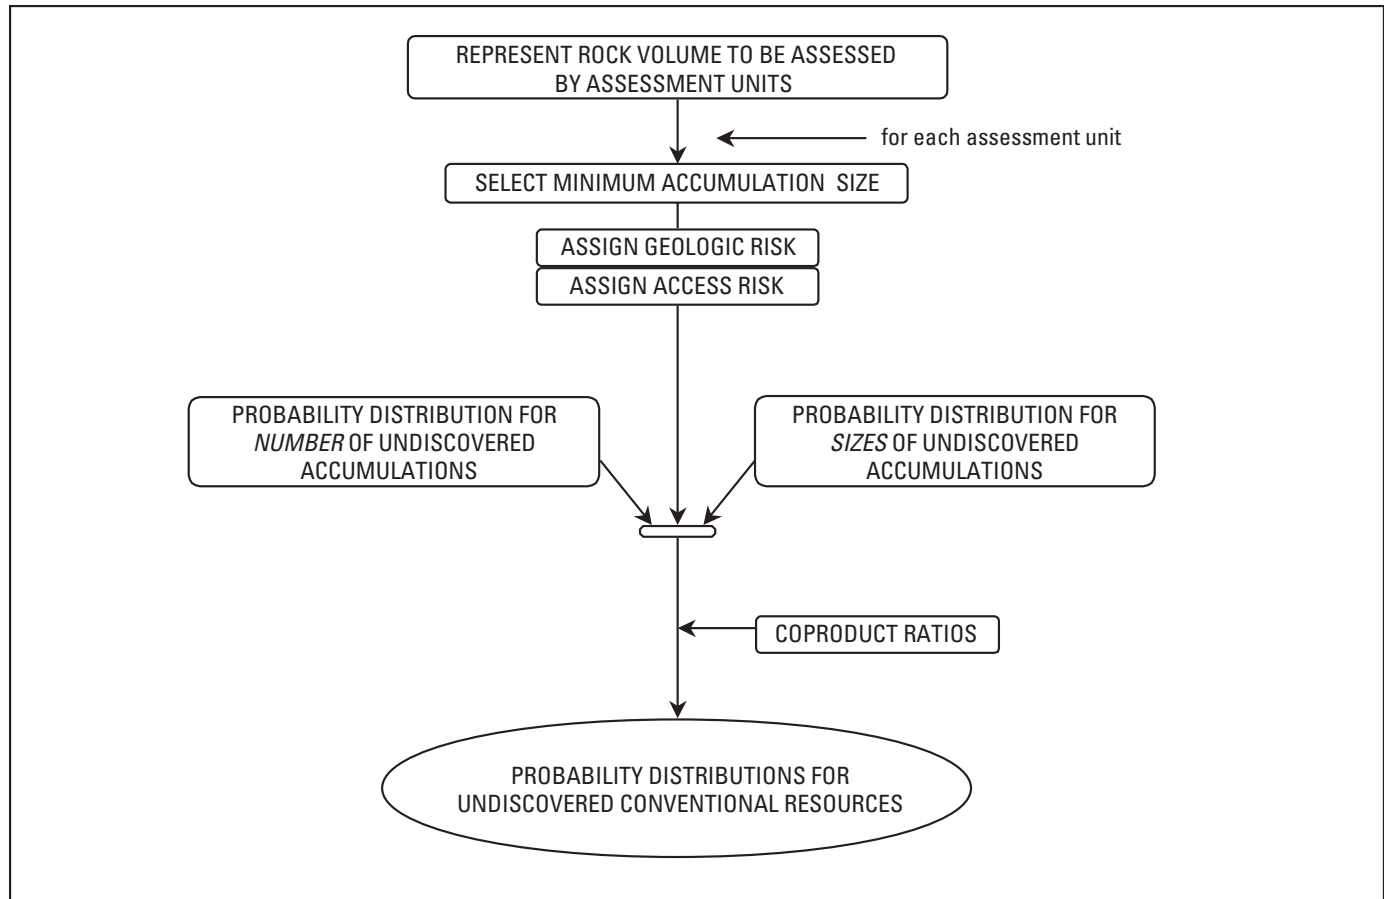 REPRESENT ROCK VOLUME TO BE ASSESSED
BY ASSESSMENT UNITS
for each assessment unit
SELECT MINIMUM ACCUMULATION SIZE
ASSIGN GEOLOGIC RISK
ASSIGN ACCESS RISK
PROBABILITY DISTRIBUTION FOR
NUMBER OF UNDISCOVERED
ACCUMULATIONS
PROBABILITY DISTRIBUTION FOR
SIZES OF UNDISCOVERED
ACCUMULATIONS
COPRODUCT RATIOS
PROBABILITY DISTRIBUTIONS FOR
UNDISCOVERED CONVENTIONAL RESOURCES